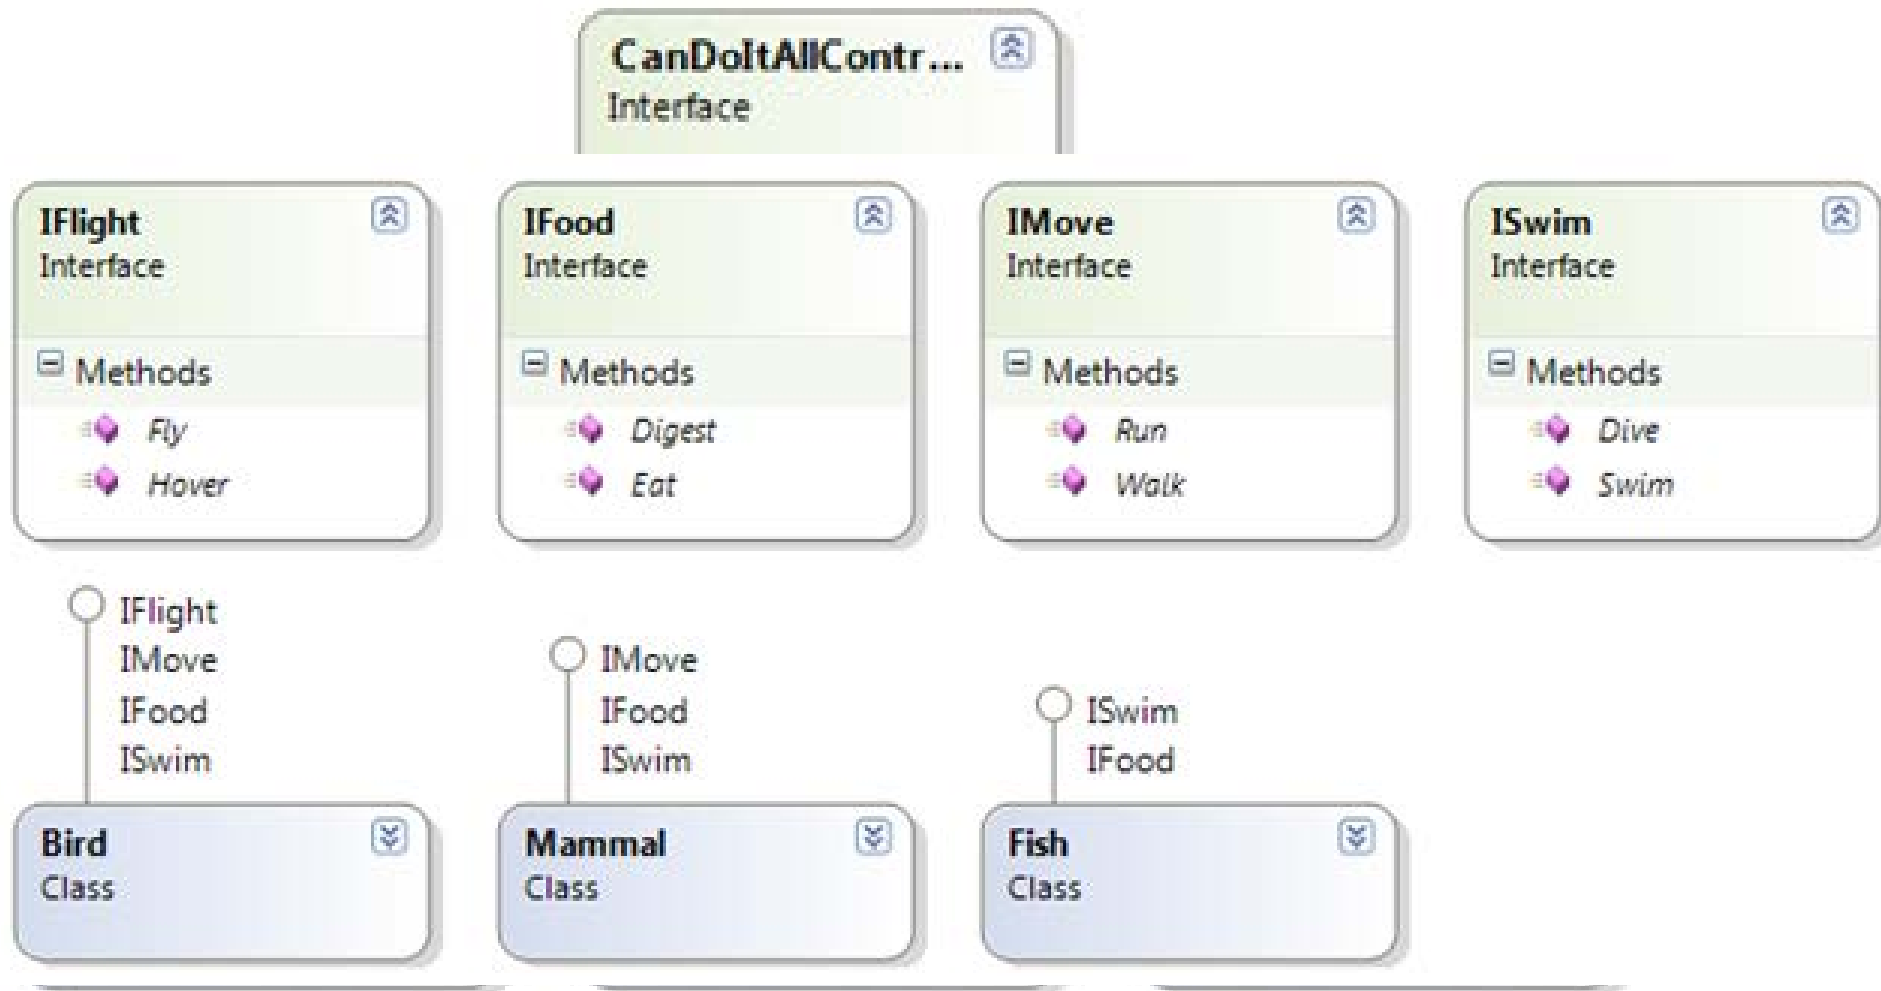 CanDoItAllContr...
Interface
IFlight
Interface
Methods
Fly
Hover
IFood
Interface
Methods
Digest
Eat
IMove
Interface
Methods
Run
Walk
ISwim
Interface
Methods
Dive
Swim
IFlight
IMove
IFood
ISwim
Bird
Class
IMove
IFood
ISwim
Mammal
Class
ISwim
IFood
Fish
Class